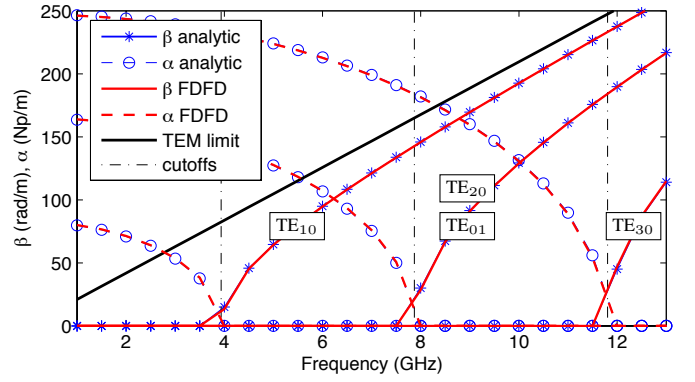 250
200
150
100
50
0
β (rad/m), α (Np/m)
β analytic
α analytic
β FDFD
α FDFD
TEM limit
cutoffs
TE₁₀
TE₂₀
TE₀₁
TE₃₀
2 4 6 8 10 12
Frequency (GHz)